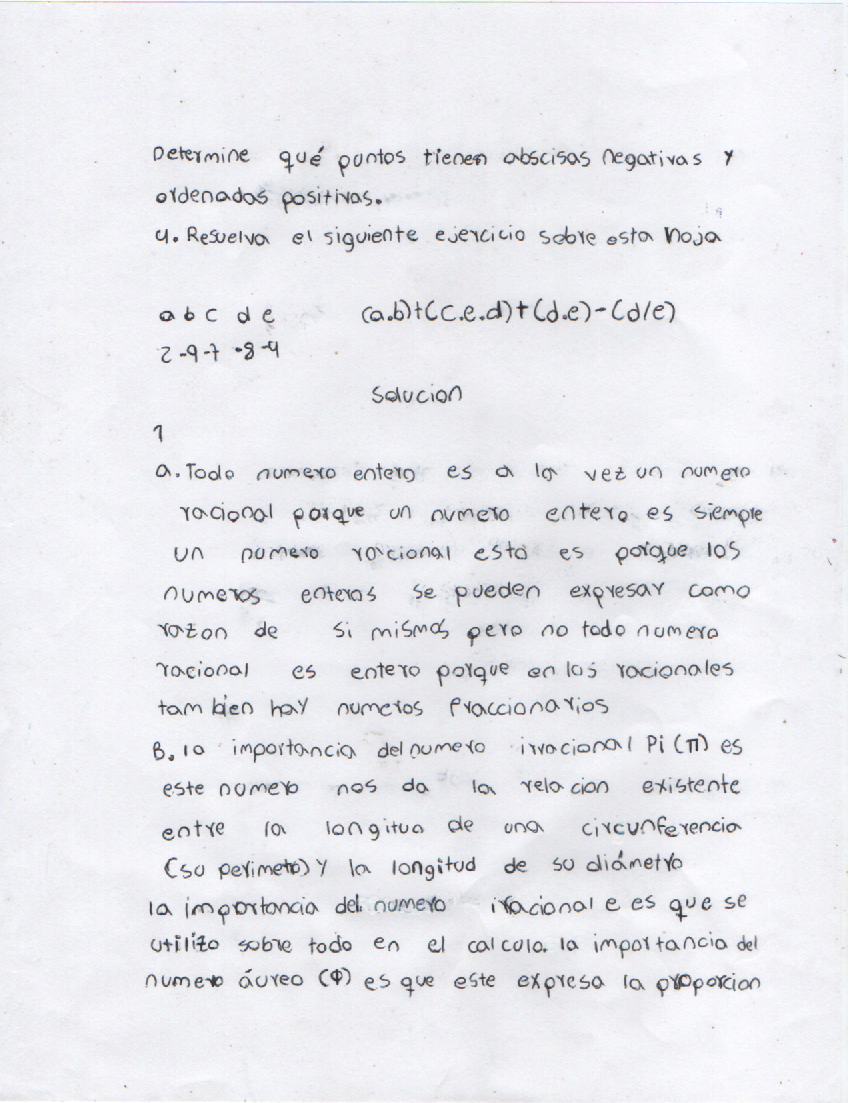 Determine qué puntos tienen abscisas negativas y
ordenadas positivas.
4. Resuelva el siguiente ejercicio sobre esta hoja
a b c d e (a.b)+(c.e.d)+(d.e)-(d/e)
2 -9 -7 -8 -4
Solucion
1
a. Todo numero entero es a la vez un numero
racional porque un numero entero es siempre
un numero racional esto es porque los
numeros enteros se pueden expresar como
razon de si mismos pero no todo numero
racional es entero porque en los racionales
tam bien hay numeros fraccionarios
B. la importancia del numero irracional Pi (π) es
este numero nos da la relacion existente
entre la longitud de una circunferencia
(su perimetro) y la longitud de su diámetro
la importancia del numero iracional e es que se
utilizo sobre todo en el calculo. la importancia del
numero áureo (Φ) es que este expresa la proporcion